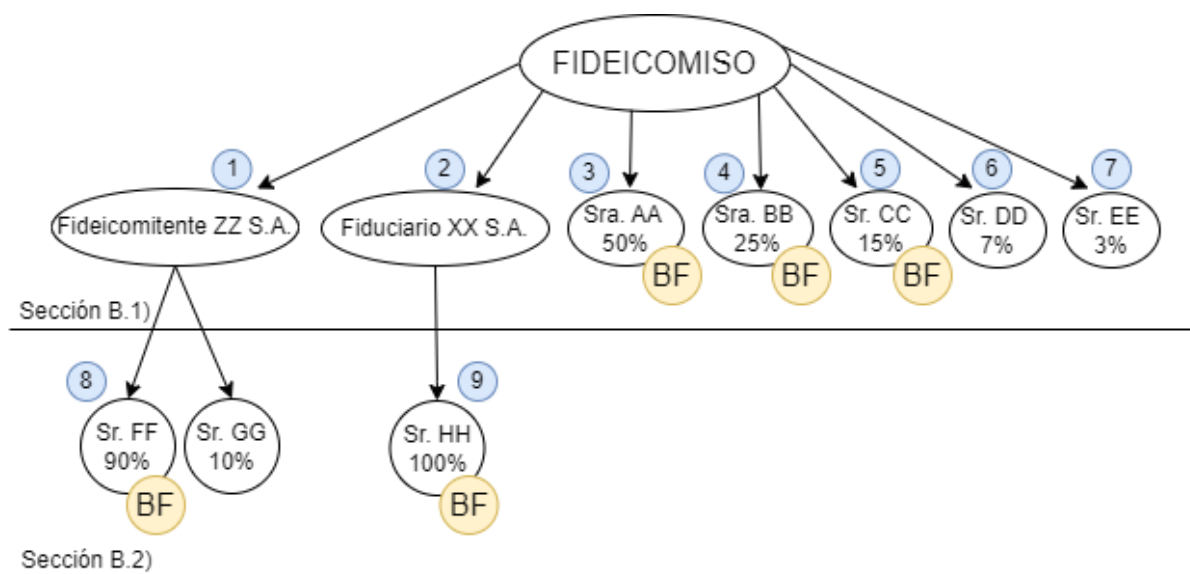 FIDEICOMISO
1
2
3
4
5
6
7
Fideicomitente ZZ S.A.
Fiduciario XX S.A.
Sra. AA
50%
BF
Sra. BB
25%
BF
Sr. CC
15%
BF
Sr. DD
7%
Sr. EE
3%
Sección B.1)
8
9
Sr. FF
90%
BF
Sr. GG
10%
Sr. HH
100%
BF
Sección B.2)